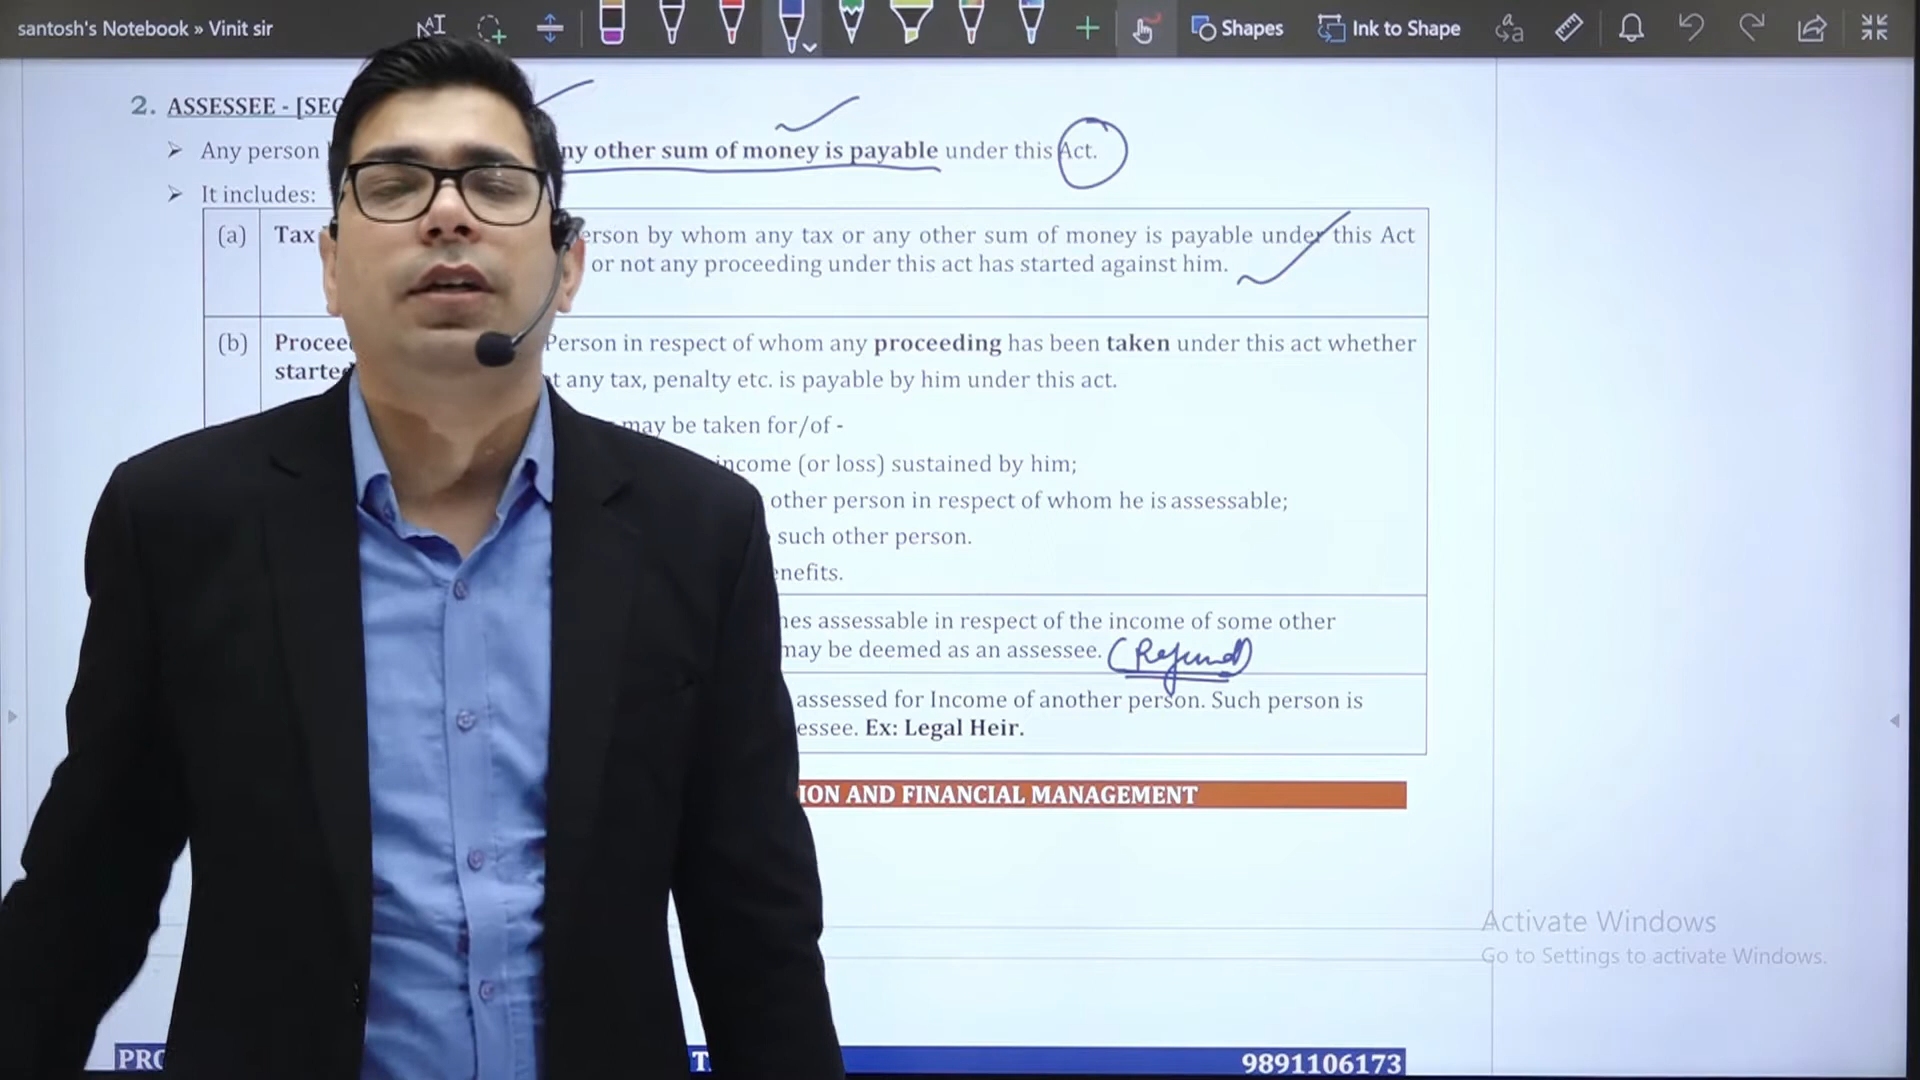 santosh's Notebook » Vinit sir
Shapes
Ink to Shape
2. ASSESSEE - [SEC
Any person
ny other sum of money is payable under this Act.
It includes:
(a) Tax
erson by whom any tax or any other sum of money is payable under this Act
or not any proceeding under this act has started against him.
(b) Procee
Person in respect of whom any proceeding has been taken under this act whether
started
t any tax, penalty etc. is payable by him under this act.
may be taken for/of -
income (or loss) sustained by him;
other person in respect of whom he is assessable;
such other person.
enefits.
es assessable in respect of the income of some other
may be deemed as an assessee. (Refund)
assessed for Income of another person. Such person is
essee. Ex: Legal Heir.
ION AND FINANCIAL MANAGEMENT
Activate Windows
Go to Settings to activate Windows.
PRO
T
9891106173